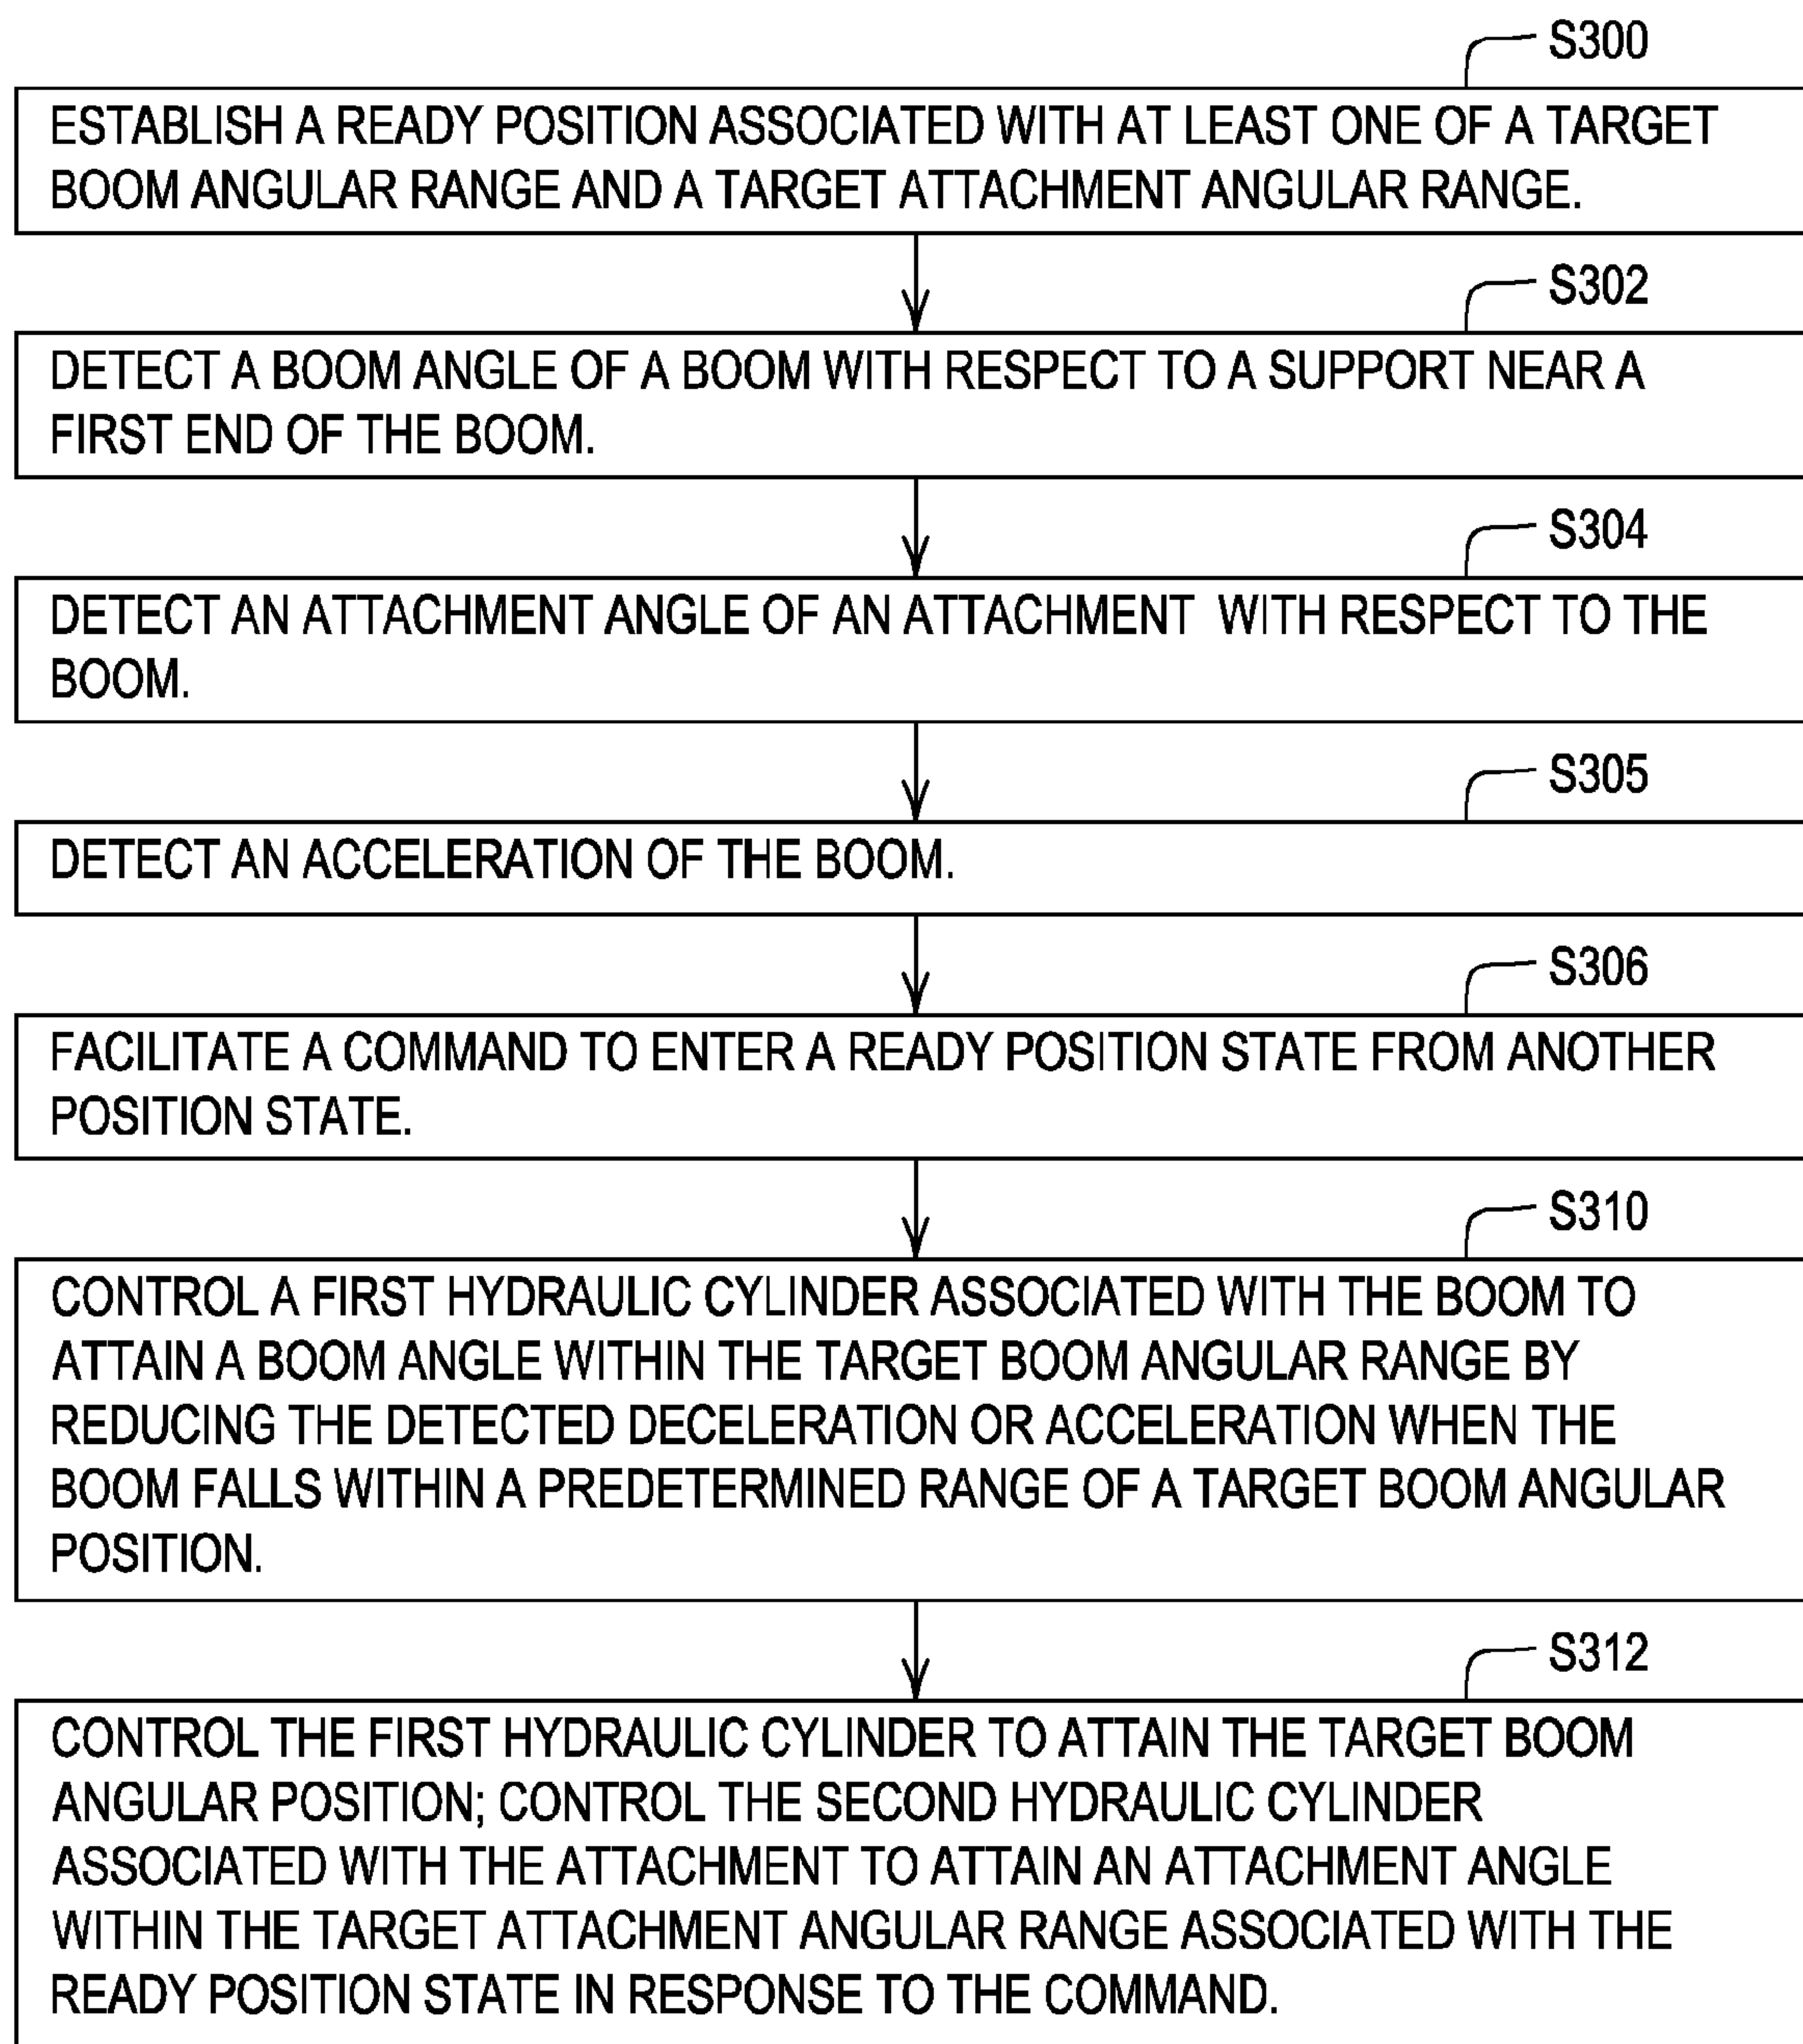 S300
ESTABLISH A READY POSITION ASSOCIATED WITH AT LEAST ONE OF A TARGET
BOOM ANGULAR RANGE AND A TARGET ATTACHMENT ANGULAR RANGE.
S302
DETECT A BOOM ANGLE OF A BOOM WITH RESPECT TO A SUPPORT NEAR A
FIRST END OF THE BOOM.
S304
DETECT AN ATTACHMENT ANGLE OF AN ATTACHMENT WITH RESPECT TO THE
BOOM.
S305
DETECT AN ACCELERATION OF THE BOOM.
S306
FACILITATE A COMMAND TO ENTER A READY POSITION STATE FROM ANOTHER
POSITION STATE.
S310
CONTROL A FIRST HYDRAULIC CYLINDER ASSOCIATED WITH THE BOOM TO
ATTAIN A BOOM ANGLE WITHIN THE TARGET BOOM ANGULAR RANGE BY
REDUCING THE DETECTED DECELERATION OR ACCELERATION WHEN THE
BOOM FALLS WITHIN A PREDETERMINED RANGE OF A TARGET BOOM ANGULAR
POSITION.
S312
CONTROL THE FIRST HYDRAULIC CYLINDER TO ATTAIN THE TARGET BOOM
ANGULAR POSITION; CONTROL THE SECOND HYDRAULIC CYLINDER
ASSOCIATED WITH THE ATTACHMENT TO ATTAIN AN ATTACHMENT ANGLE
WITHIN THE TARGET ATTACHMENT ANGULAR RANGE ASSOCIATED WITH THE
READY POSITION STATE IN RESPONSE TO THE COMMAND.